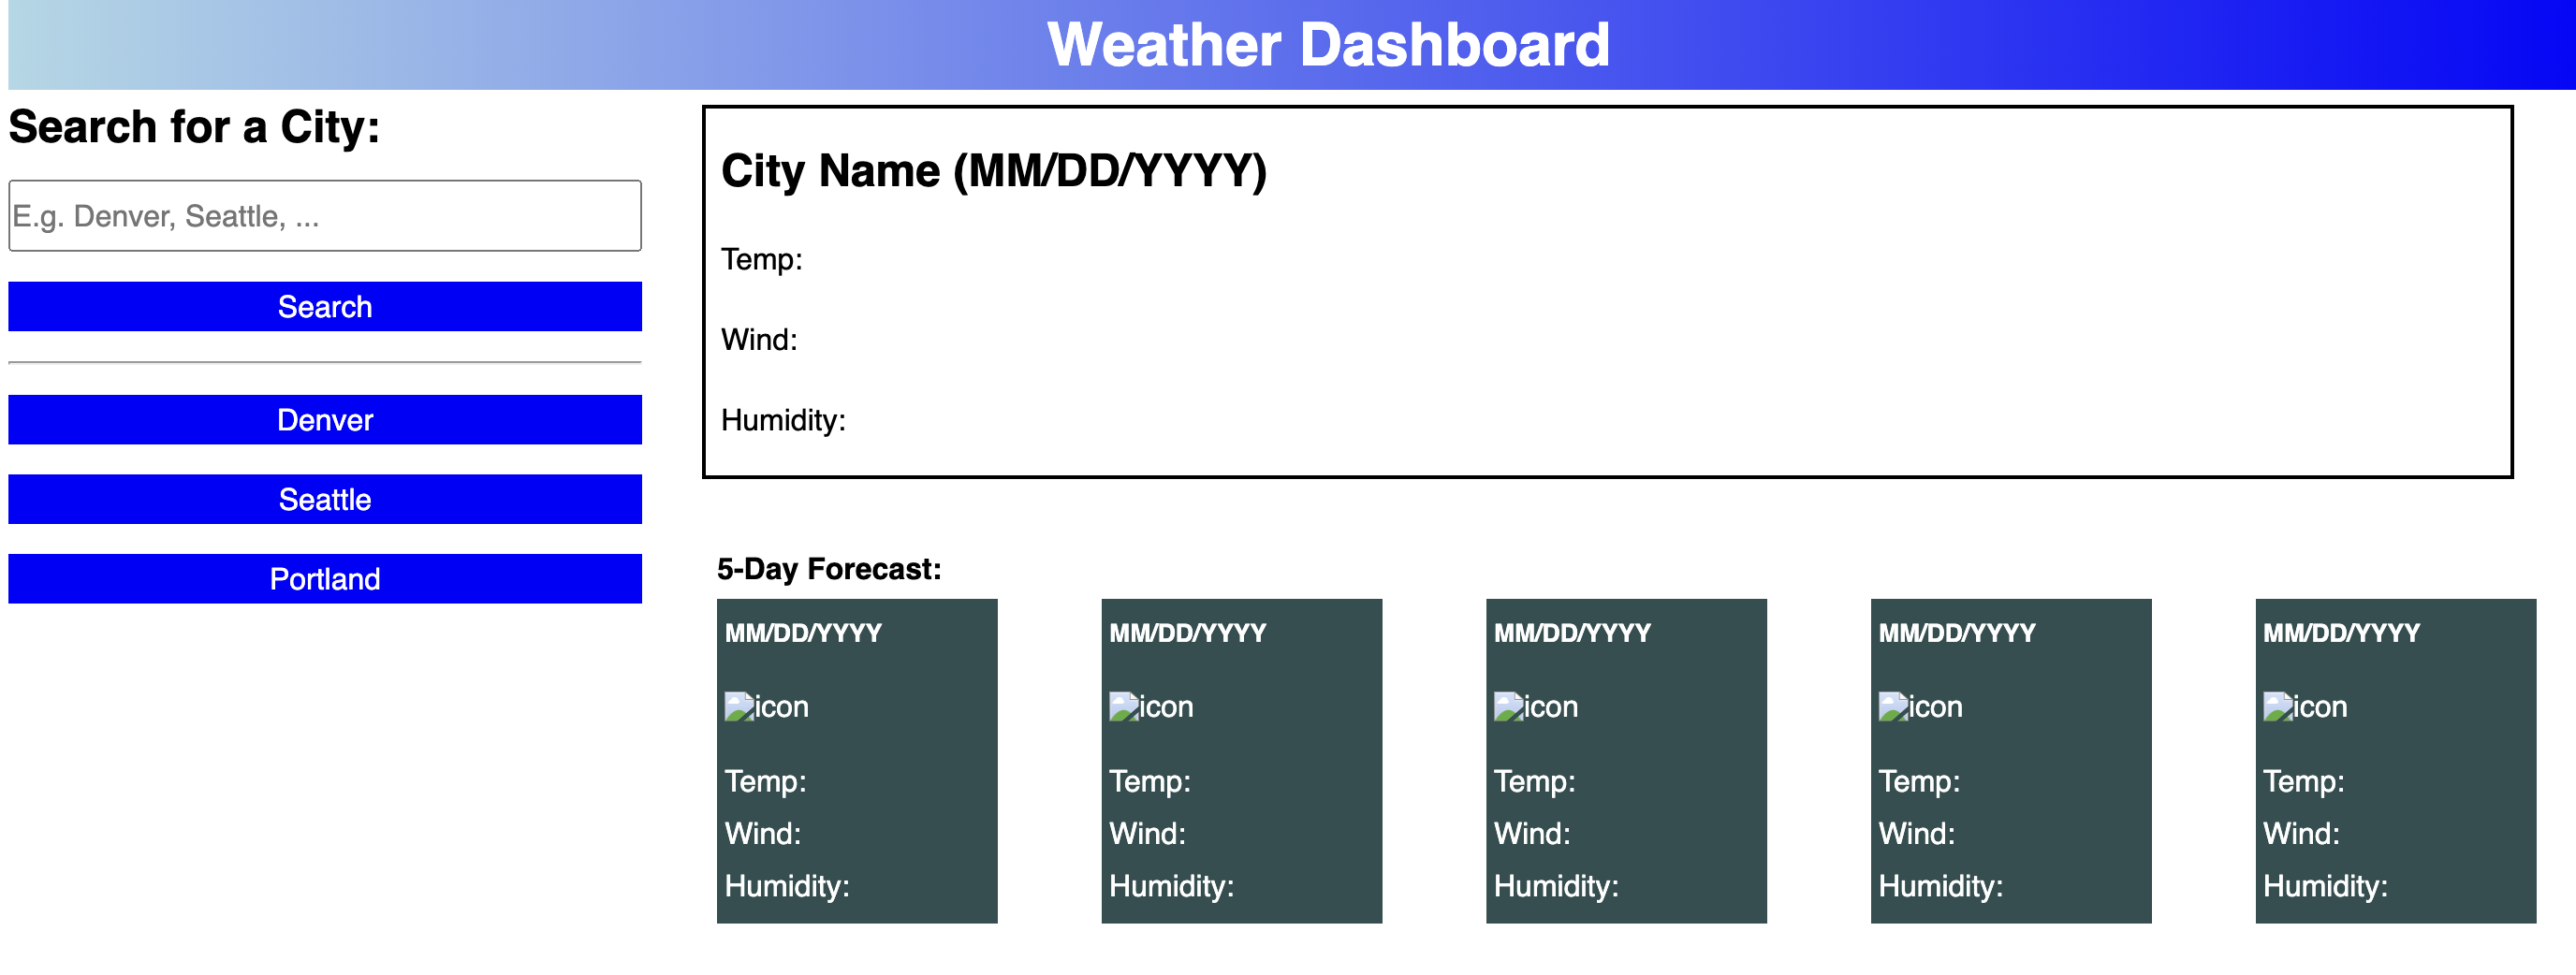 Weather Dashboard
Search for a City:
E.g. Denver, Seattle, ...
Search
Denver
Seattle
Portland
City Name (MM/DD/YYYY)
Temp:
Wind:
Humidity:
5-Day Forecast:
MM/DD/YYYY
icon
Temp:
Wind:
Humidity:
MM/DD/YYYY
icon
Temp:
Wind:
Humidity:
MM/DD/YYYY
icon
Temp:
Wind:
Humidity:
MM/DD/YYYY
icon
Temp:
Wind:
Humidity:
MM/DD/YYYY
icon
Temp:
Wind:
Humidity: